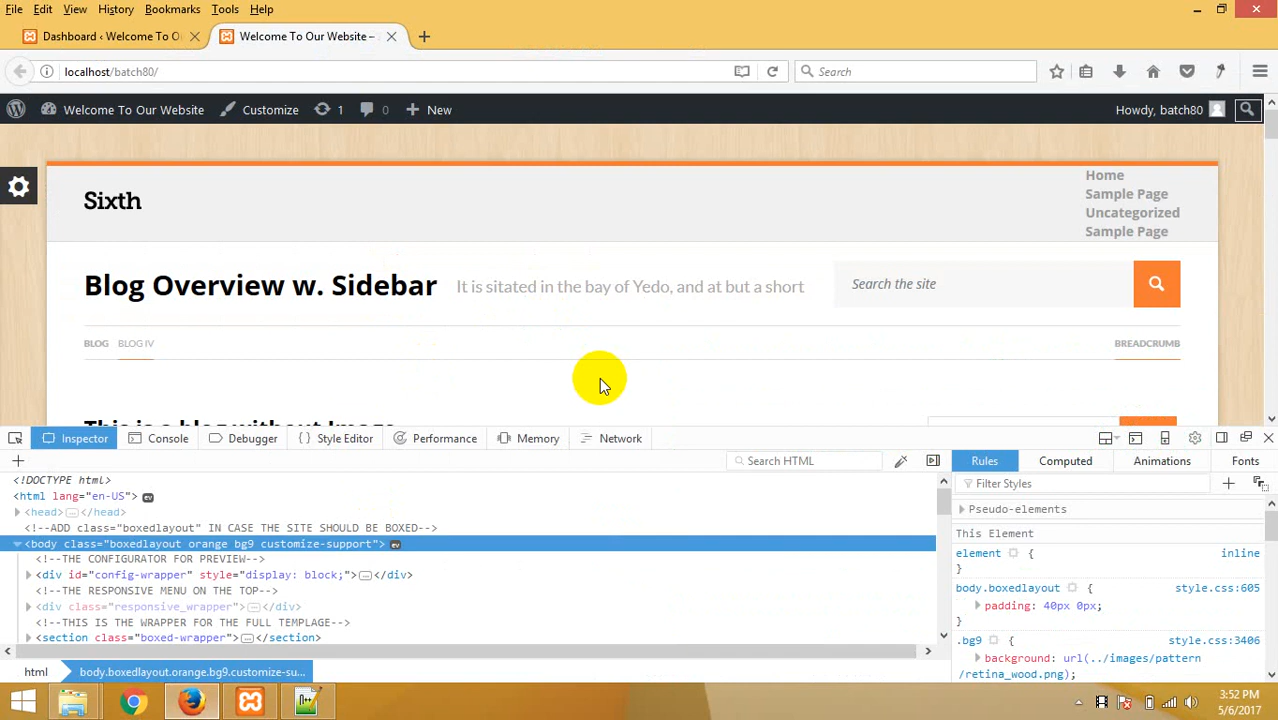 File Edit View History Bookmarks Tools Help
Dashboard ‹ Welcome To O
Welcome To Our Website –
localhost/batch80/
Search
Welcome To Our Website Customize 1 0 New
Howdy, batch80
Sixth
Home
Sample Page
Uncategorized
Sample Page
Blog Overview w. Sidebar
It is sitated in the bay of Yedo, and at but a short
Search the site
BLOG BLOG IV
BREADCRUMB
This is a blog without Image
Inspector Console Debugger Style Editor Performance Memory Network
Search HTML
Rules Computed Animations Fonts
Filter Styles
<!DOCTYPE html>
<html lang="en-US"> ev
<head>…</head>
<!--ADD class="boxedlayout" IN CASE THE SITE SHOULD BE BOXED-->
<body class="boxedlayout orange bg9 customize-support"> ev
<!--THE CONFIGURATOR FOR PREVIEW-->
<div id="config-wrapper" style="display: block;">…</div>
<!--THE RESPONSIVE MENU ON THE TOP-->
<div class="responsive_wrapper">…</div>
<!--THIS IS THE WRAPPER FOR THE FULL TEMPLAGE-->
<section class="boxed-wrapper">…</section>
Pseudo-elements
This Element
element { inline
}
body.boxedlayout { style.css:605
padding: 40px 0px;
}
.bg9 { style.css:3406
background: url(../images/pattern
/retina_wood.png);
html body.boxedlayout.orange.bg9.customize-su...
3:52 PM
5/6/2017